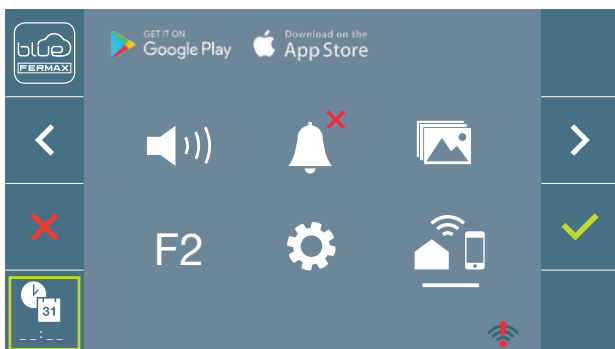 blue
FERMAX
GET IT ON
Google Play
Download on the
App Store
F2
31
_ _ : _ _